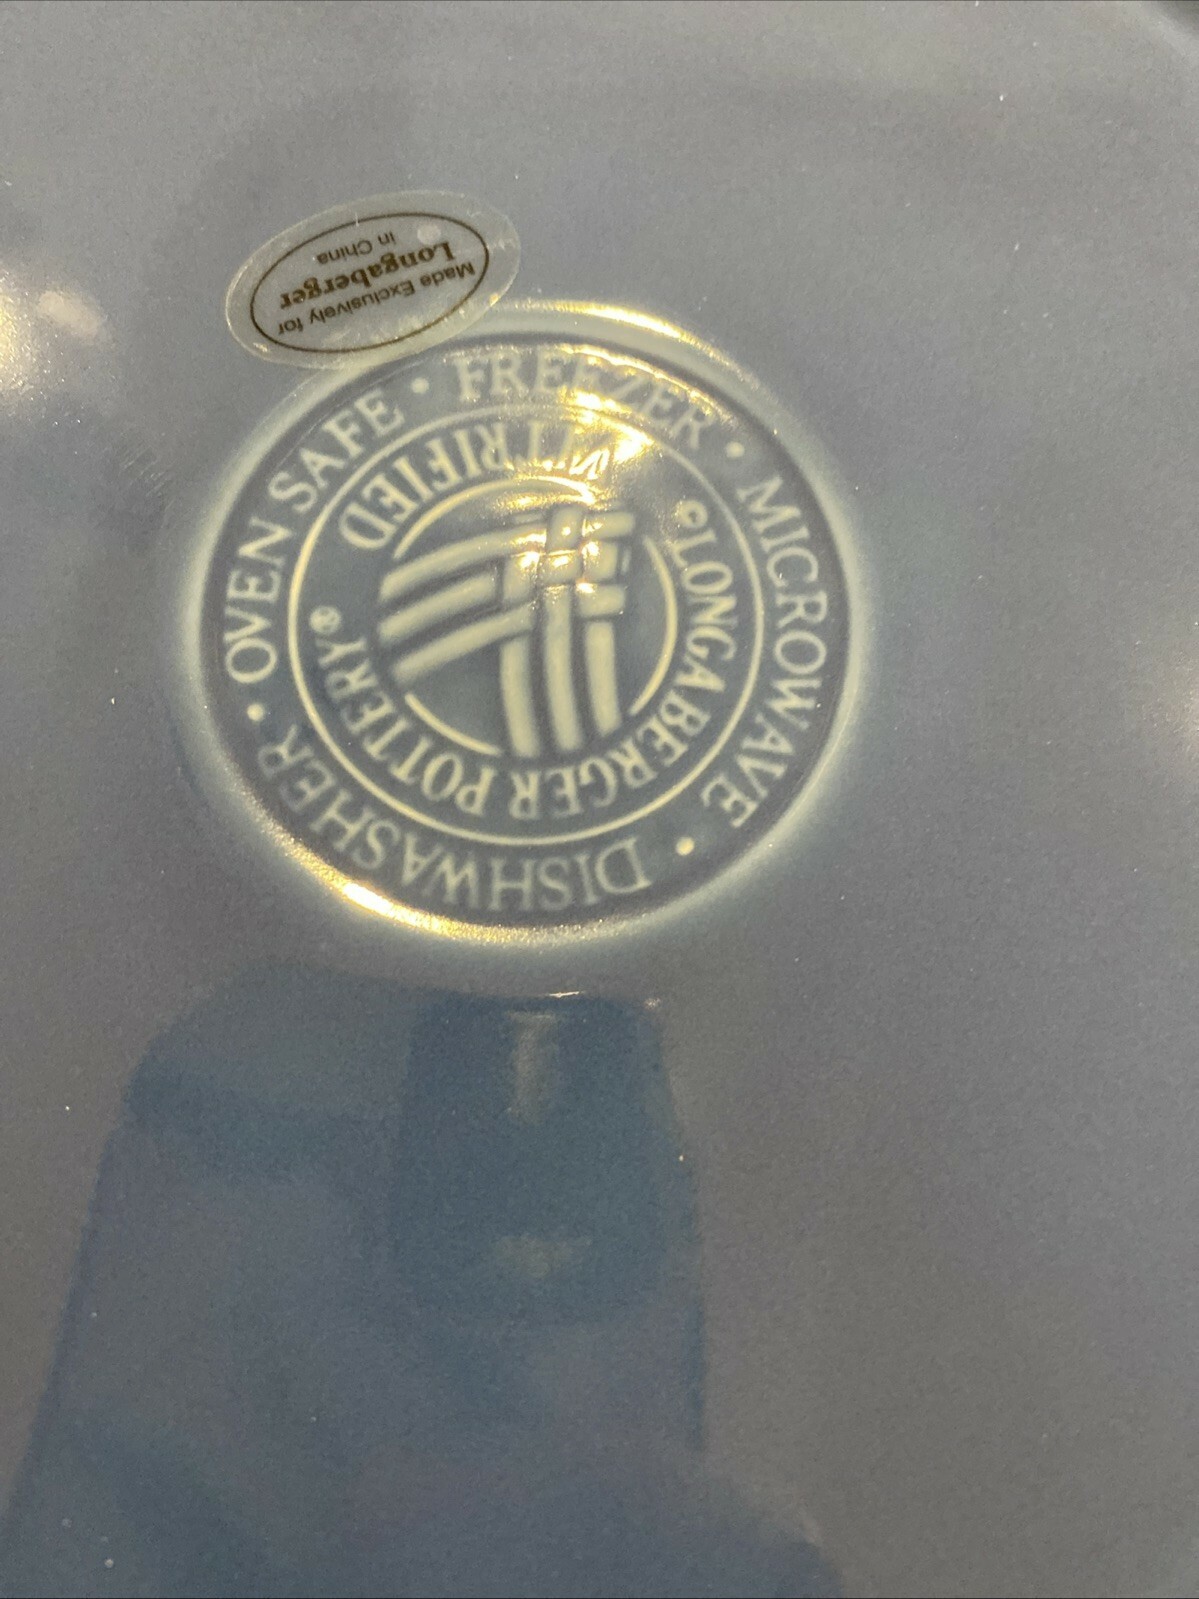 Made Exclusively for
Longaberger
in China
OVEN SAFE • FREEZER • MICROWAVE • DISHWASHER •
LONGABERGER POTTERY®
VITRIFIED